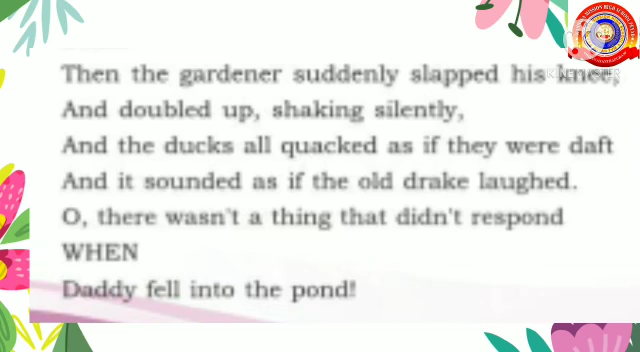 Then the gardener suddenly slapped his knee,
And doubled up, shaking silently,
And the ducks all quacked as if they were daft
And it sounded as if the old drake laughed.
O, there wasn't a thing that didn't respond
WHEN
Daddy fell into the pond!
KINEMASTER